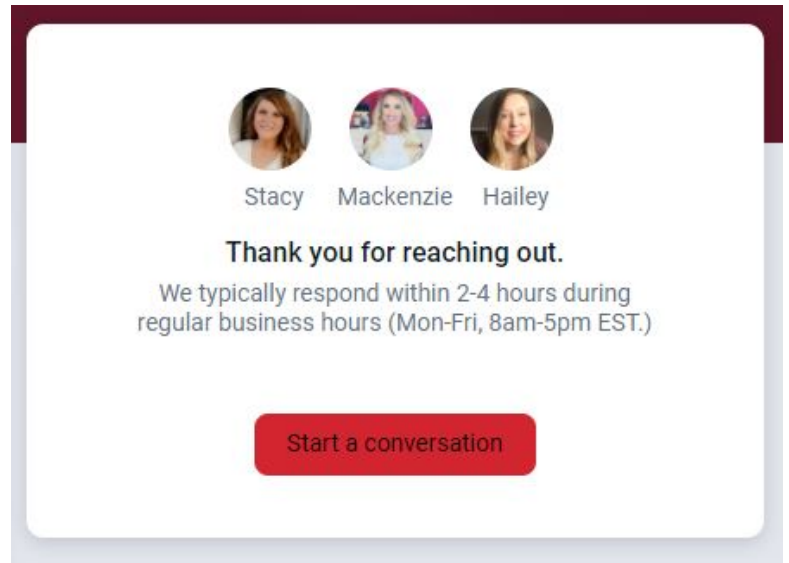 Stacy Mackenzie Hailey
Thank you for reaching out.
We typically respond within 2-4 hours during
regular business hours (Mon-Fri, 8am-5pm EST.)
Start a conversation